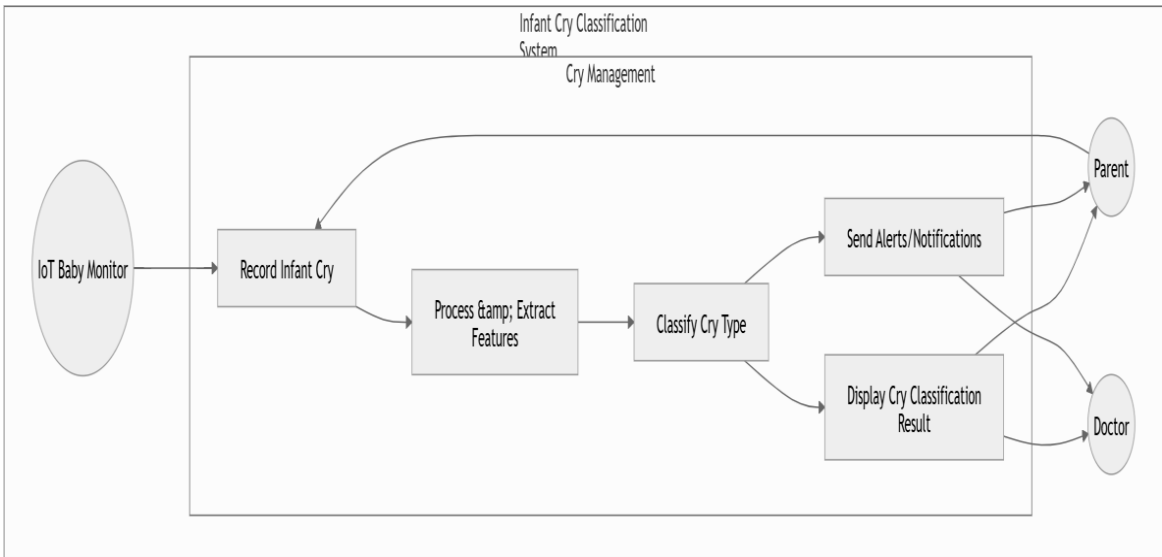 Infant Cry Classification
System
Cry Management
Parent
IoT Baby Monitor
Record Infant Cry
Send Alerts/Notifications
Process &amp; Extract
Features
Classify Cry Type
Display Cry Classification
Result
Doctor